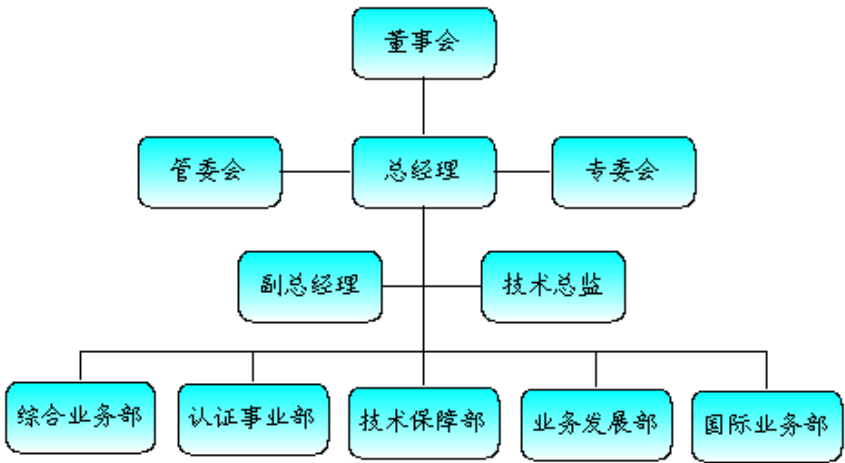 董事会
管委会
总经理
专委会
副总经理
技术总监
综合业务部
认证事业部
技术保障部
业务发展部
国际业务部